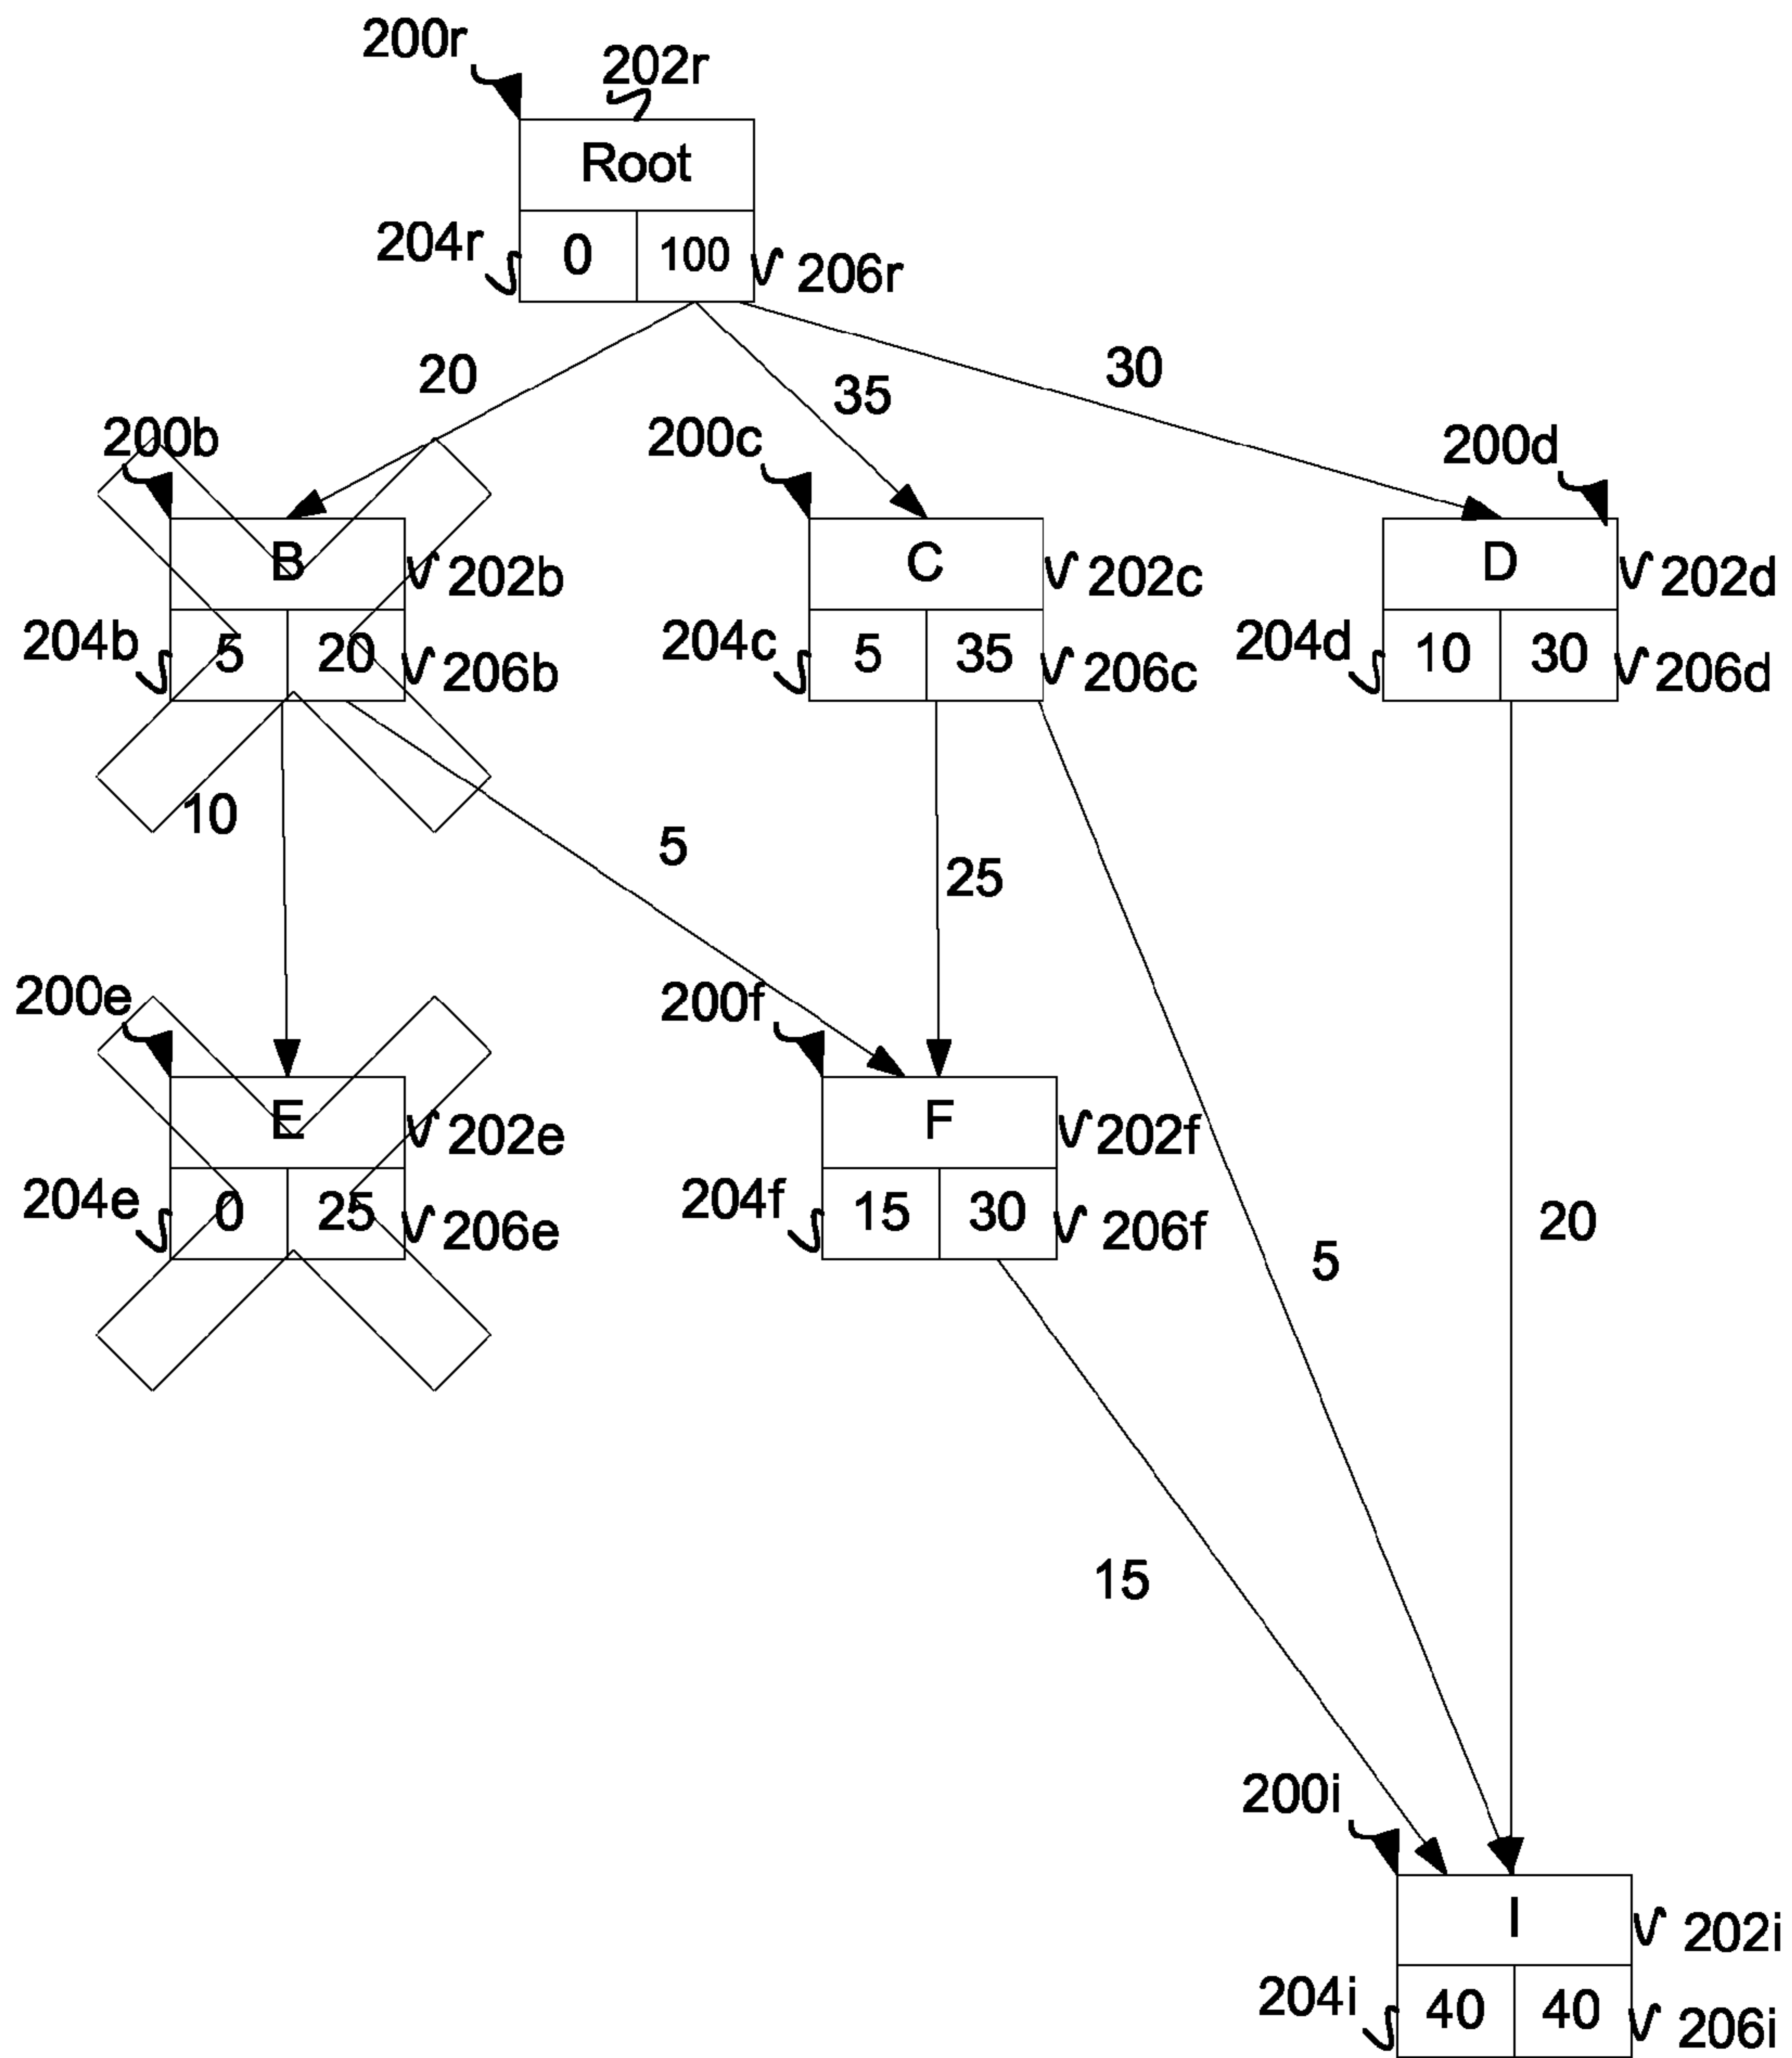 200r
202r
Root
204r
0
100
206r
20
35
30
200b
200c
200d
B
202b
C
202c
D
202d
204b
5
20
206b
204c
5
35
206c
204d
10
30
206d
10
5
25
200e
200f
E
202e
F
202f
204e
0
25
206e
204f
15
30
206f
5
20
15
200i
I
202i
204i
40
40
206i